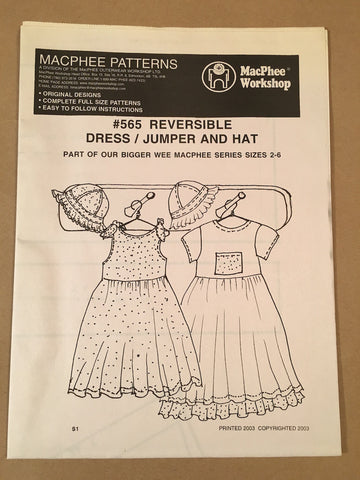 MACPHEE PATTERNS
A DIVISION OF THE MACPHEE OUTERWEAR WORKSHOP LTD.
• ORIGINAL DESIGNS
• COMPLETE FULL SIZE PATTERNS
• EASY TO FOLLOW INSTRUCTIONS
MacPhee®
Workshop
#565 REVERSIBLE
DRESS / JUMPER AND HAT
PART OF OUR BIGGER WEE MACPHEE SERIES SIZES 2-6
S1
PRINTED 2003 COPYRIGHTED 2003